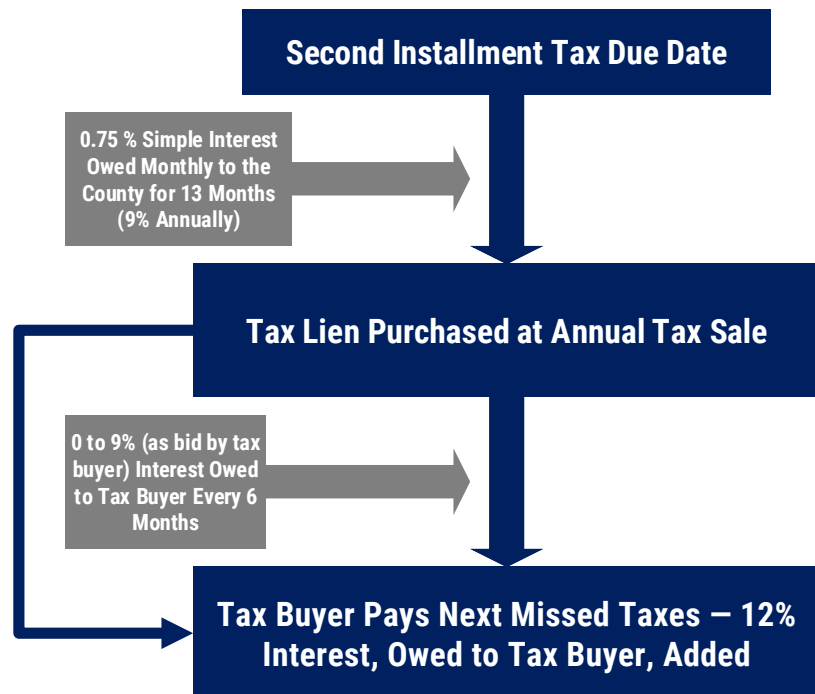 Second Installment Tax Due Date
0.75 % Simple Interest
Owed Monthly to the
County for 13 Months
(9% Annually)
Tax Lien Purchased at Annual Tax Sale
0 to 9% (as bid by tax
buyer) Interest Owed
to Tax Buyer Every 6
Months
Tax Buyer Pays Next Missed Taxes — 12%
Interest, Owed to Tax Buyer, Added